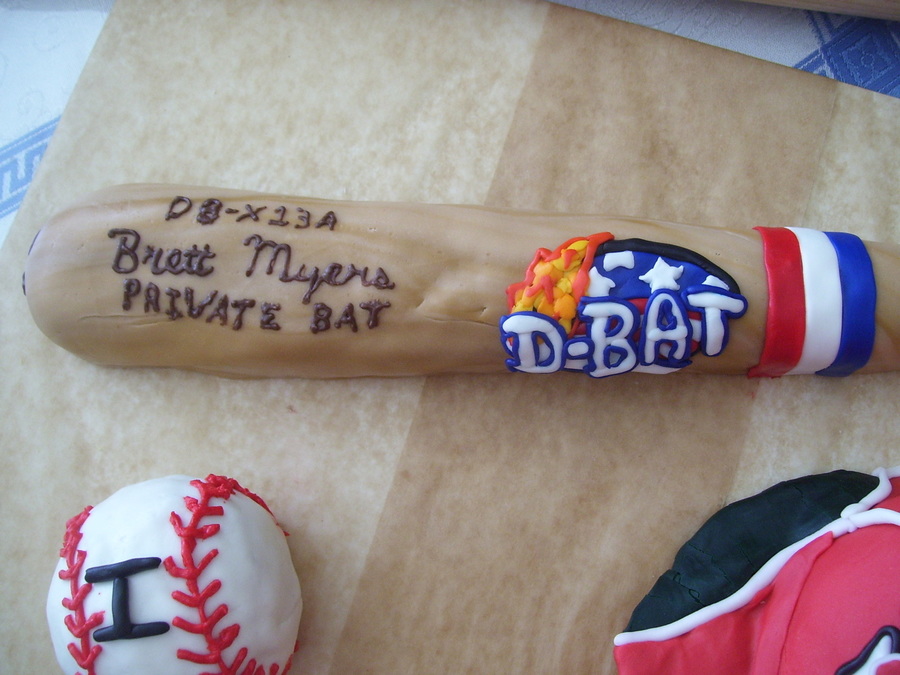 DB-X13A
Brett Myers
PRIVATE BAT
D-BAT
I